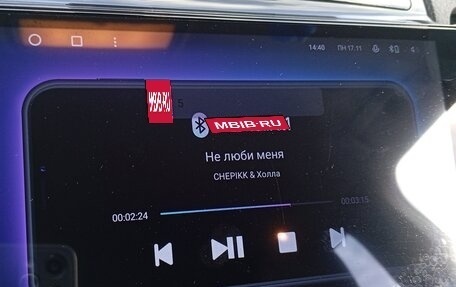 14:40 ПН 17.11
MBIB.RU 5
MBIB.RU
Не люби меня
CHEPIKK & Холла
00:02:24 00:03:15